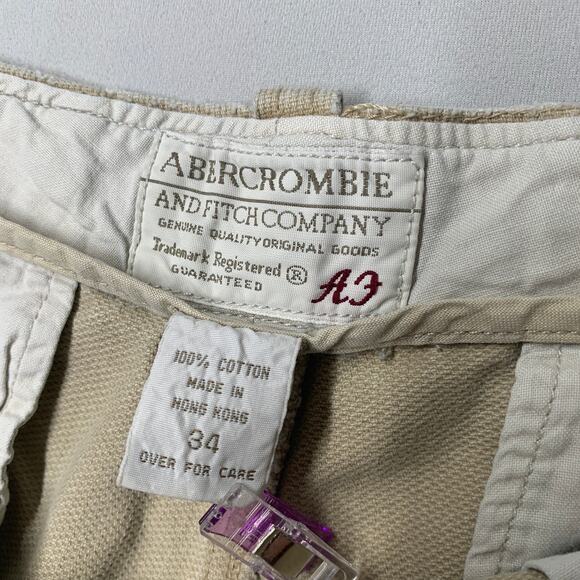 ABERCROMBIE
AND FITCH COMPANY
GENUINE QUALITY ORIGINAL GOODS
Trademark Registered ®
GUARANTEED
AF
100% COTTON
MADE IN
HONG KONG
34
OVER FOR CARE